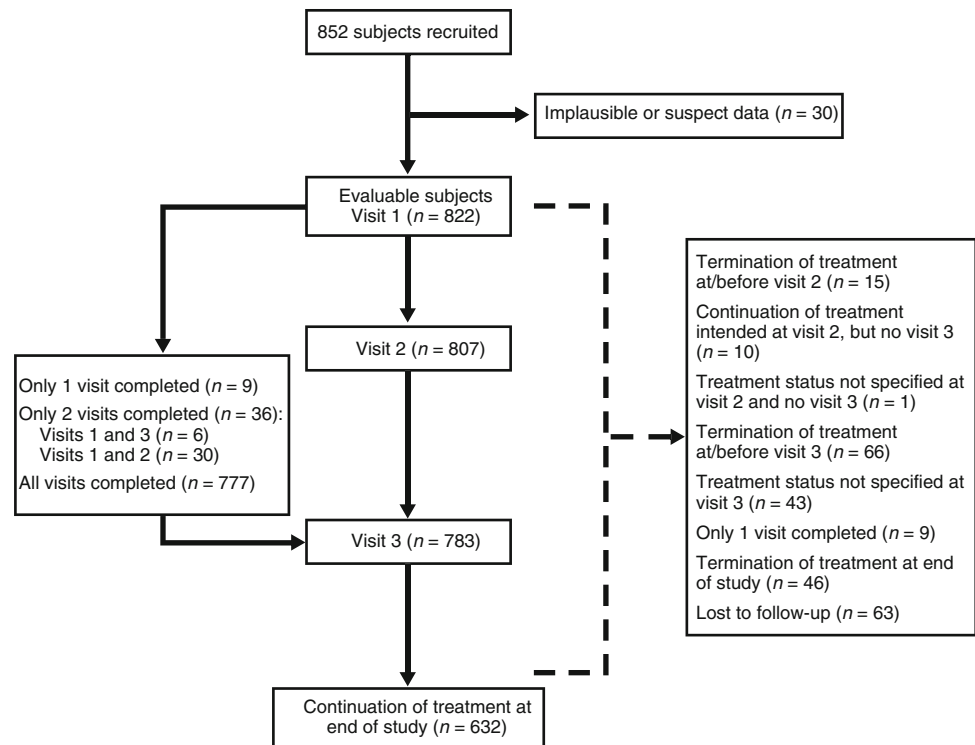 852 subjects recruited
Implausible or suspect data (n = 30)
Evaluable subjects
Visit 1 (n = 822)
Visit 2 (n = 807)
Only 1 visit completed (n = 9)
Only 2 visits completed (n = 36):
Visits 1 and 3 (n = 6)
Visits 1 and 2 (n = 30)
All visits completed (n = 777)
Visit 3 (n = 783)
Termination of treatment
at/before visit 2 (n = 15)
Continuation of treatment
intended at visit 2, but no visit 3
(n = 10)
Treatment status not specified at
visit 2 and no visit 3 (n = 1)
Termination of treatment
at/before visit 3 (n = 66)
Treatment status not specified at
visit 3 (n = 43)
Only 1 visit completed (n = 9)
Termination of treatment at end
of study (n = 46)
Lost to follow-up (n = 63)
Continuation of treatment at
end of study (n = 632)